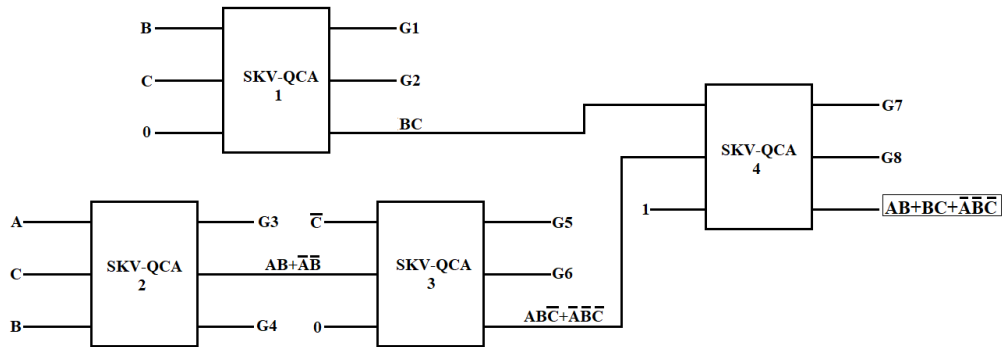 B
G1
SKV-QCA
1
C
G2
0
BC
SKV-QCA
4
G7
G8
1
AB+BC+A̅B̅C̅
A
G3
SKV-QCA
2
C
AB+A̅B̅
B
G4
C̅
G5
SKV-QCA
3
G6
0
ABC̅+A̅B̅C̅